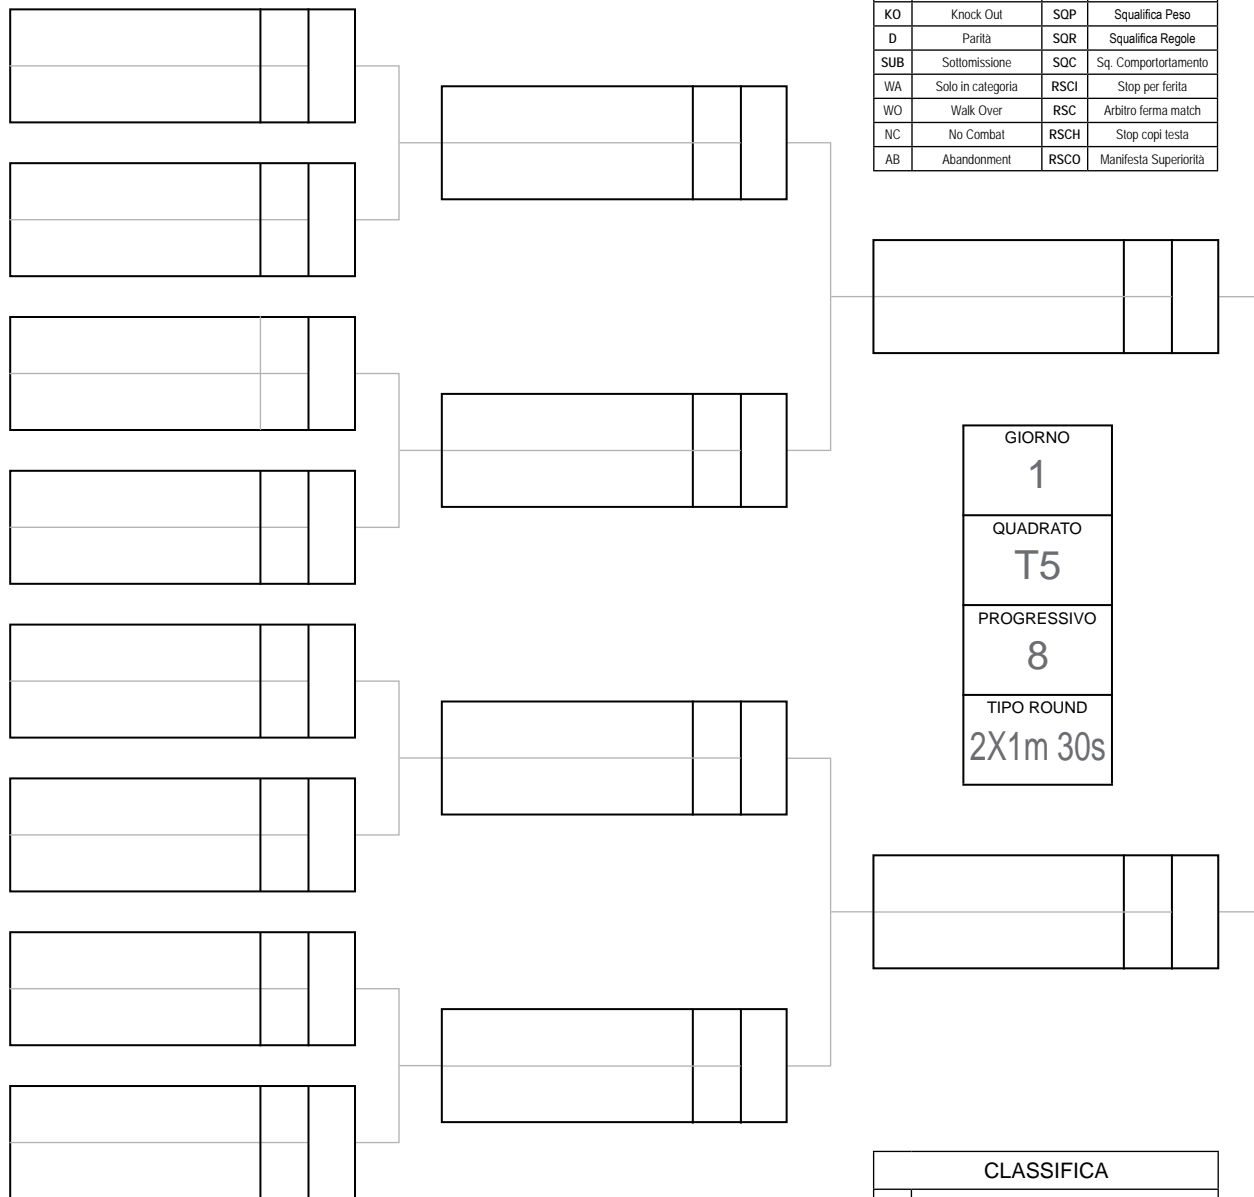 KO Knock Out SQP Squalifica Peso
D Parità SQR Squalifica Regole
SUB Sottomissione SQC Sq. Comportortamento
WA Solo in categoria RSCI Stop per ferita
WO Walk Over RSC Arbitro ferma match
NC No Combat RSCH Stop copi testa
AB Abandonment RSCO Manifesta Superiorità
GIORNO
1
QUADRATO
T5
PROGRESSIVO
8
TIPO ROUND
2X1m 30s
CLASSIFICA